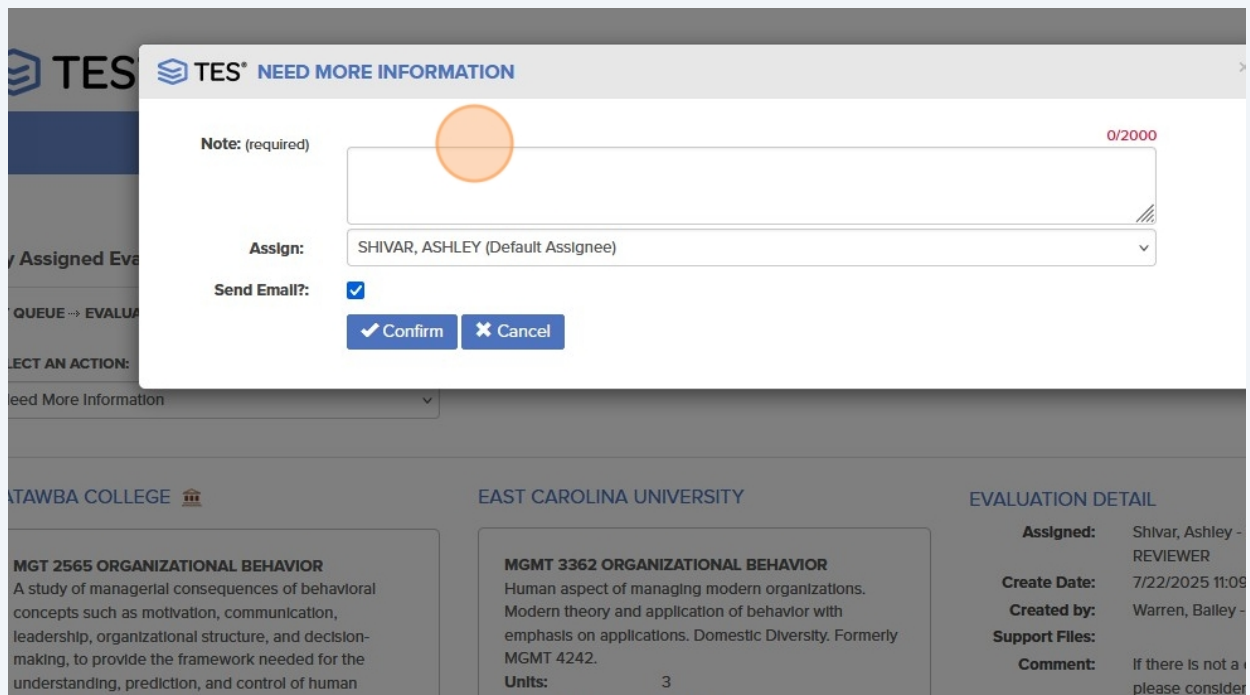 TES
TES® NEED MORE INFORMATION
×
Note: (required)
0/2000
Assign:
SHIVAR, ASHLEY (Default Assignee)
Send Email?:
Confirm
Cancel
y Assigned Eva
QUEUE ⇢ EVALUA
LECT AN ACTION:
eed More Information
ATAWBA COLLEGE
MGT 2565 ORGANIZATIONAL BEHAVIOR
A study of managerial consequences of behavioral
concepts such as motivation, communication,
leadership, organizational structure, and decision-
making, to provide the framework needed for the
understanding, prediction, and control of human
EAST CAROLINA UNIVERSITY
MGMT 3362 ORGANIZATIONAL BEHAVIOR
Human aspect of managing modern organizations.
Modern theory and application of behavior with
emphasis on applications. Domestic Diversity. Formerly
MGMT 4242.
Units: 3
EVALUATION DETAIL
Assigned: Shivar, Ashley -
REVIEWER
Create Date: 7/22/2025 11:09
Created by: Warren, Bailey -
Support Files:
Comment: If there is not a
please consider